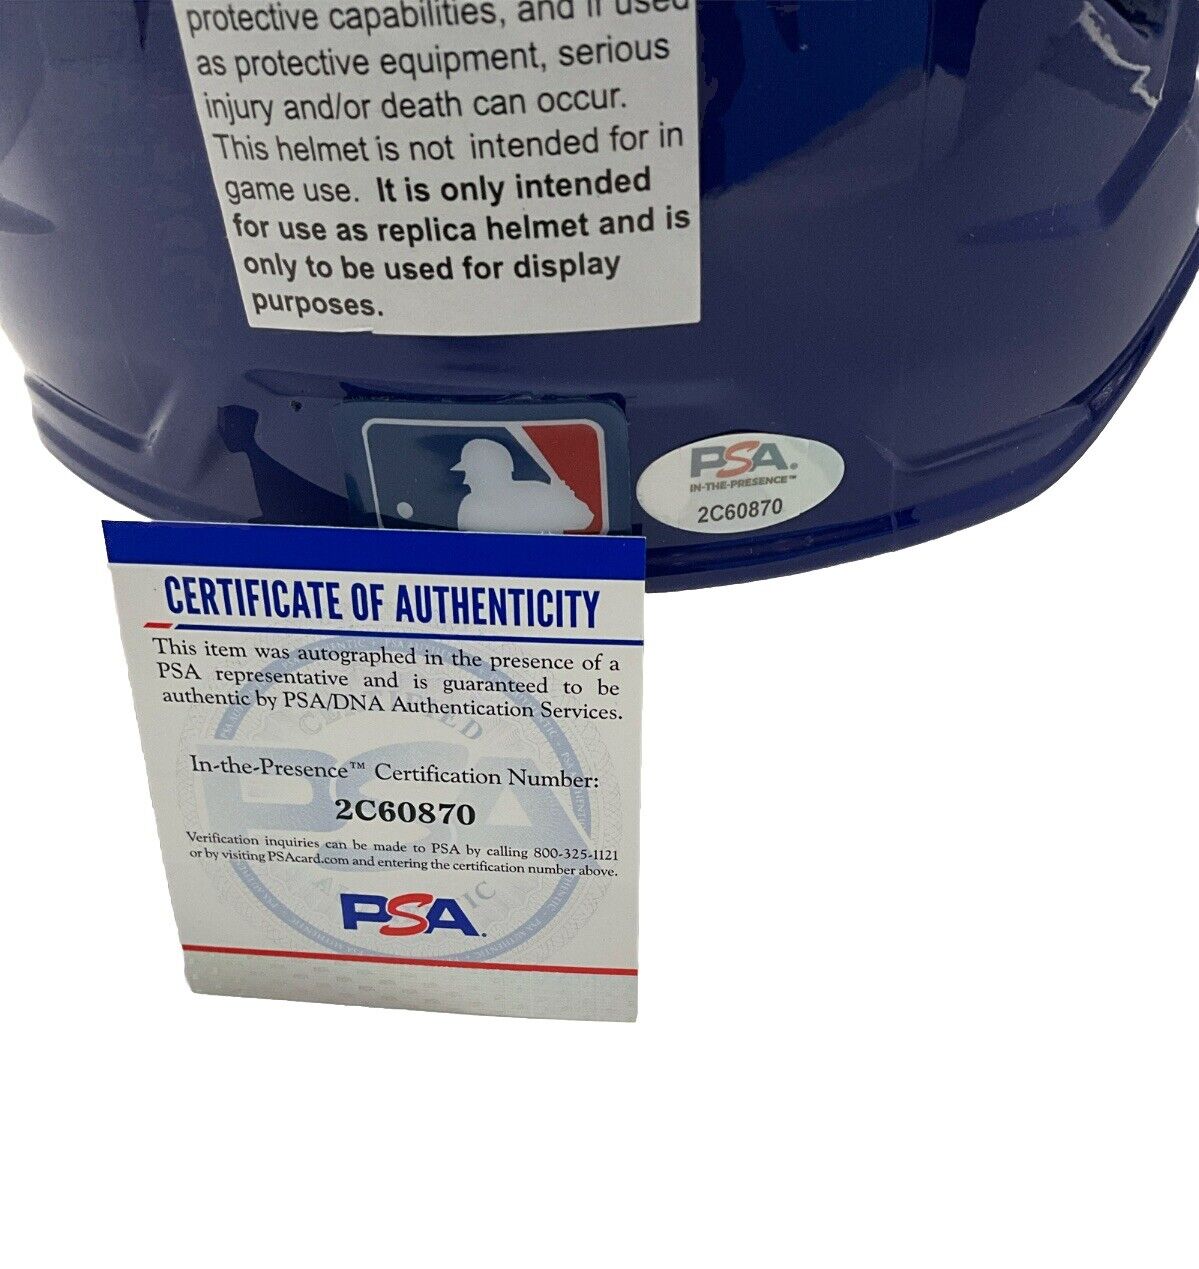 protective capabilities, and if used
as protective equipment, serious
injury and/or death can occur.
This helmet is not intended for in
game use. It is only intended
for use as replica helmet and is
only to be used for display
purposes.
PSA.
IN-THE-PRESENCE™
2C60870
CERTIFICATE OF AUTHENTICITY
This item was autographed in the presence of a
PSA representative and is guaranteed to be
authentic by PSA/DNA Authentication Services.
In-the-Presence™ Certification Number:
2C60870
Verification inquiries can be made to PSA by calling 800-325-1121
or by visiting PSAcard.com and entering the certification number above.
PSA.